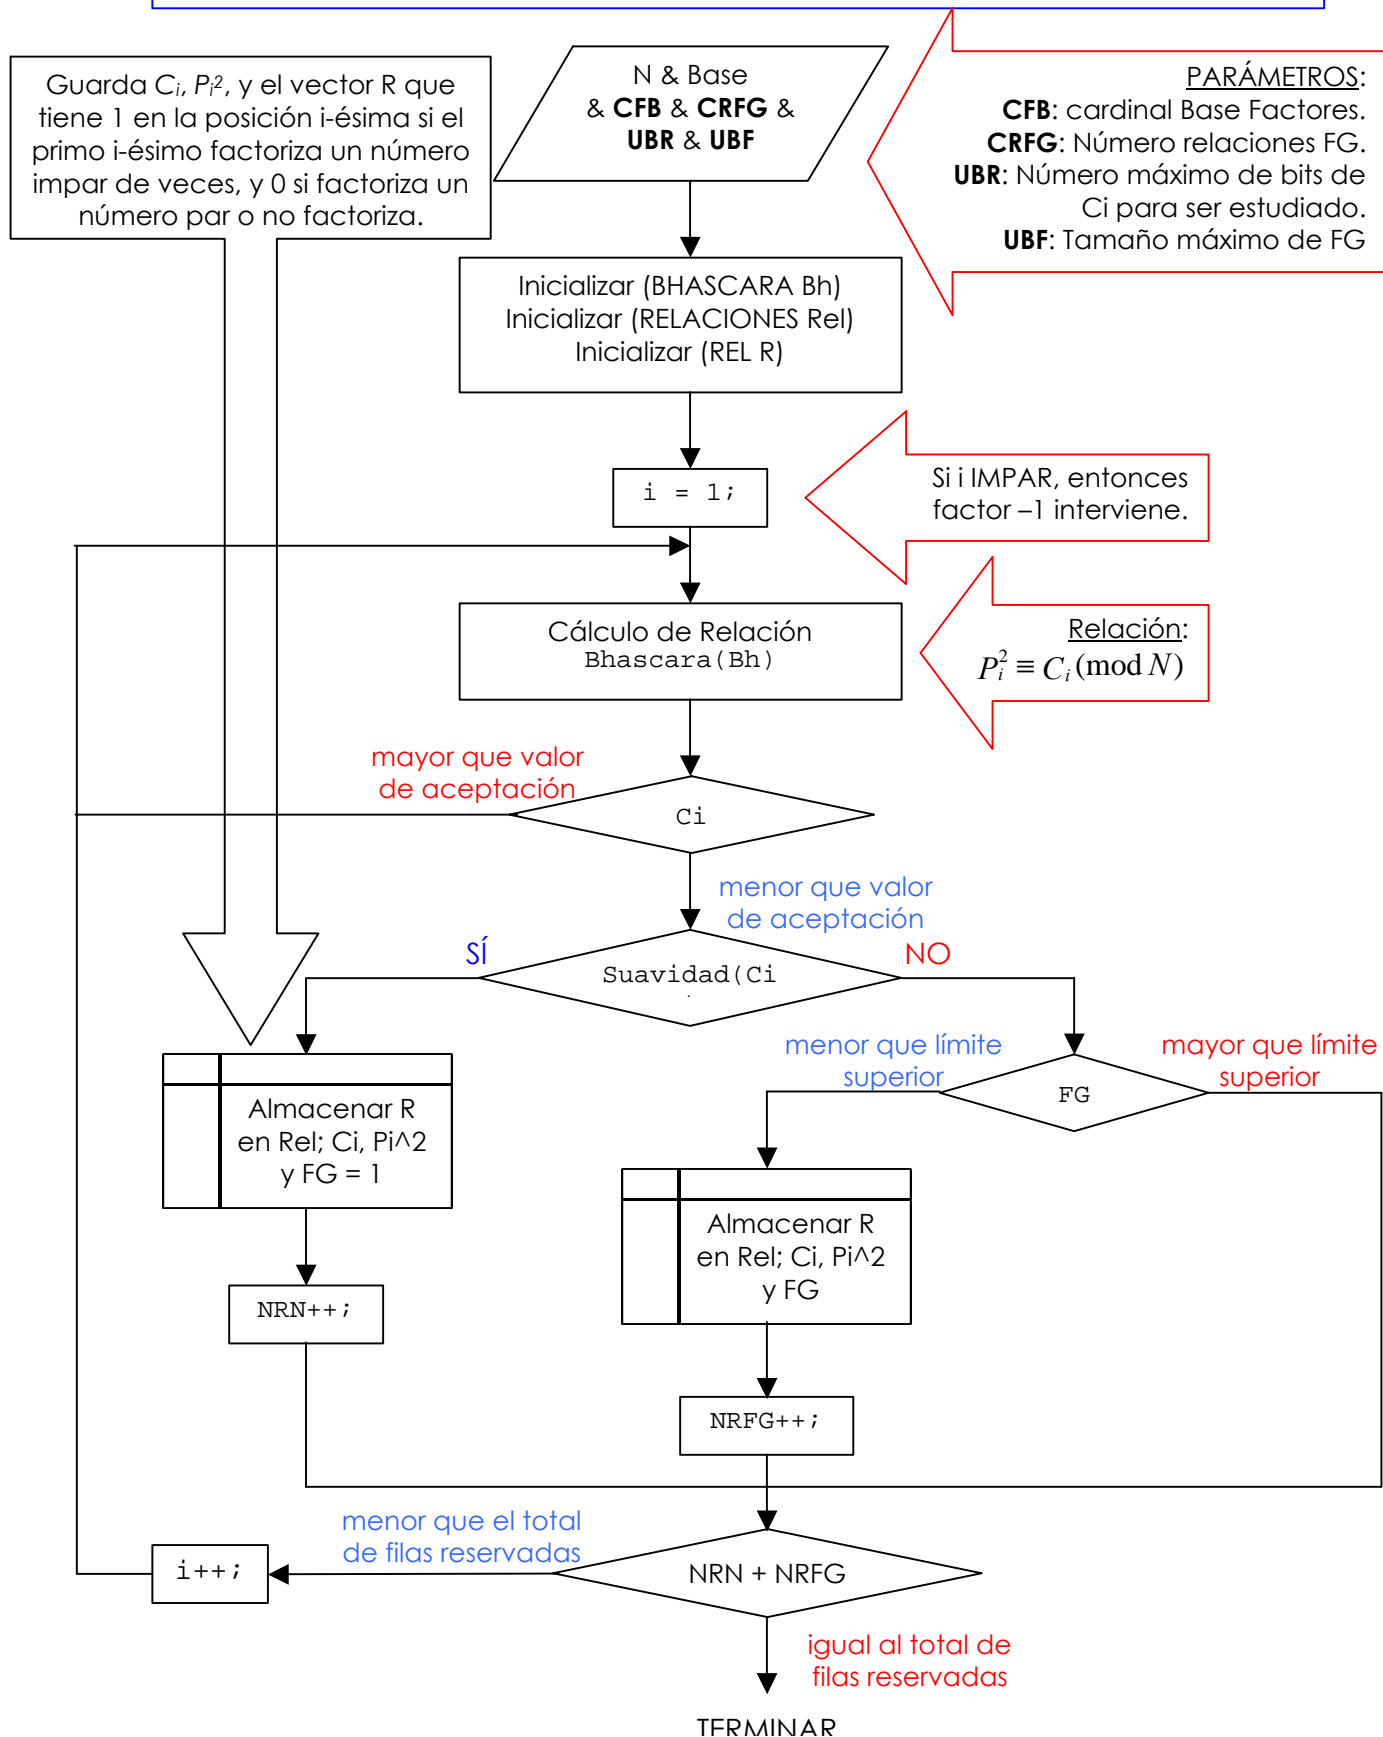 Guarda Ci, Pi², y el vector R que
tiene 1 en la posición i-ésima si el
primo i-ésimo factoriza un número
impar de veces, y 0 si factoriza un
número par o no factoriza.
N & Base
& CFB & CRFG &
UBR & UBF
PARÁMETROS:
CFB: cardinal Base Factores.
CRFG: Número relaciones FG.
UBR: Número máximo de bits de
Ci para ser estudiado.
UBF: Tamaño máximo de FG
Inicializar (BHASCARA Bh)
Inicializar (RELACIONES Rel)
Inicializar (REL R)
i = 1;
Si i IMPAR, entonces
factor –1 interviene.
Cálculo de Relación
Bhascara(Bh)
Relación:
P_i^2 ≡ C_i (mod N)
mayor que valor
de aceptación
Ci
menor que valor
de aceptación
SÍ
Suavidad(Ci
NO
menor que límite
superior
FG
mayor que límite
superior
Almacenar R
en Rel; Ci, Pi^2
y FG = 1
Almacenar R
en Rel; Ci, Pi^2
y FG
NRN++;
NRFG++;
menor que el total
de filas reservadas
i++;
NRN + NRFG
igual al total de
filas reservadas
TERMINAR